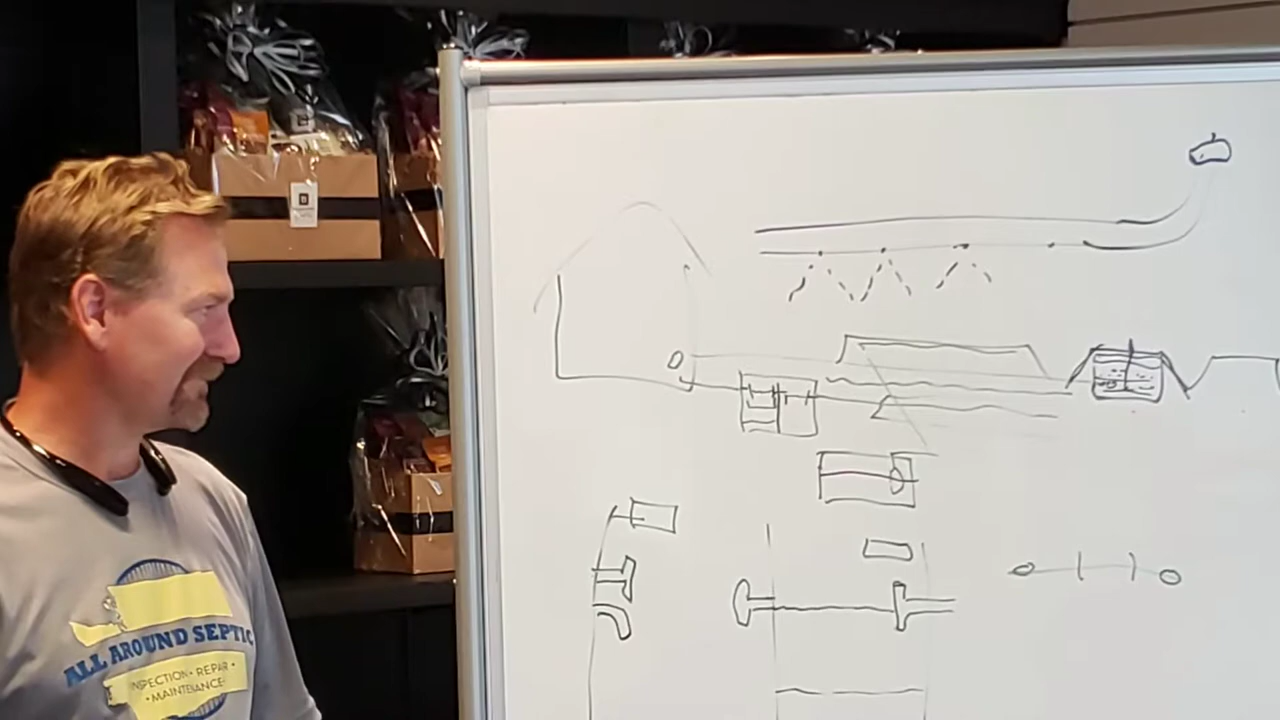 ALL AROUND SEPTIC
INSPECTION • REPAIR •
• MAINTENANCE •